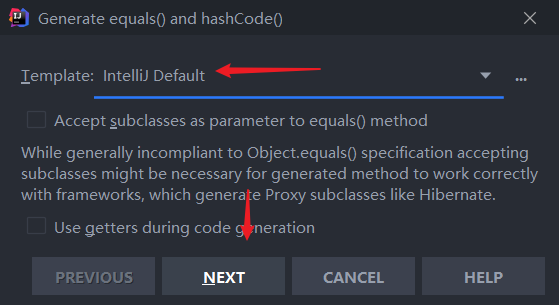 Generate equals() and hashCode()
Template: IntelliJ Default
Accept subclasses as parameter to equals() method
While generally incompliant to Object.equals() specification accepting
subclasses might be necessary for generated method to work correctly
with frameworks, which generate Proxy subclasses like Hibernate.
Use getters during code generation
PREVIOUS NEXT CANCEL HELP